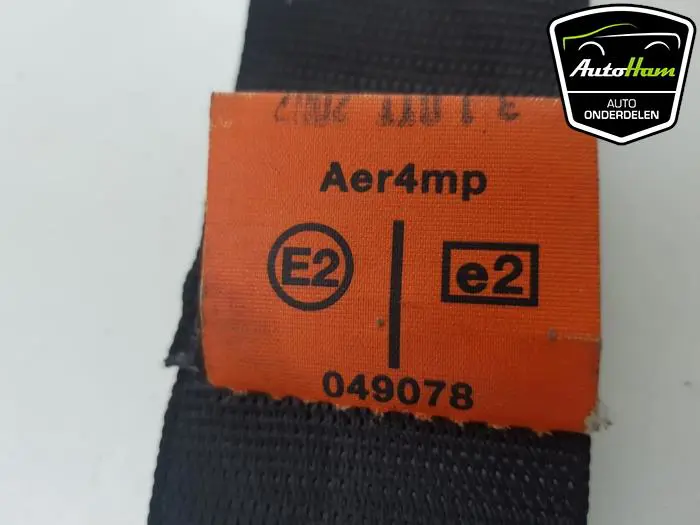 AutoHam
AUTO
ONDERDELEN
Aer4mp
E2
e2
049078